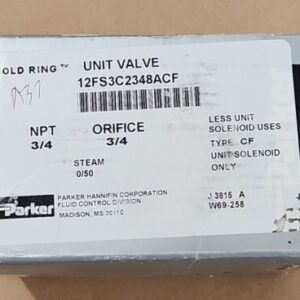 OLD RING™ UNIT VALVE
12FS3C2348ACF
A31
NPT ORIFICE
3/4 3/4
STEAM
0/50
LESS UNIT
SOLENOID USES
TYPE CF
UNIT SOLENOID
ONLY
Parker
PARKER HANNIFIN CORPORATION
FLUID CONTROL DIVISION
MADISON, MS
J 3815 A
W69-258